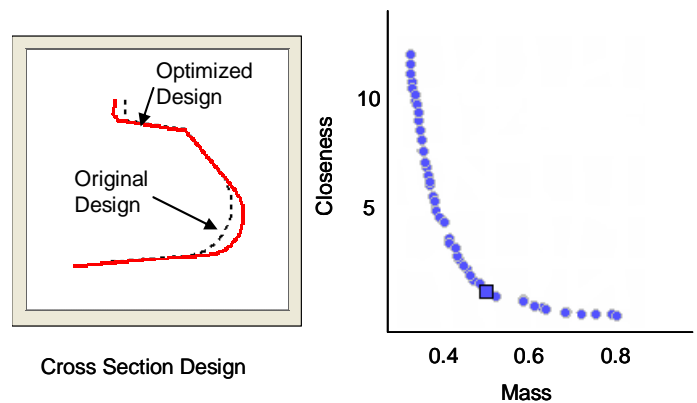 Optimized
Design
Original
Design
Cross Section Design
Closeness
10
5
0.4 0.6 0.8
Mass